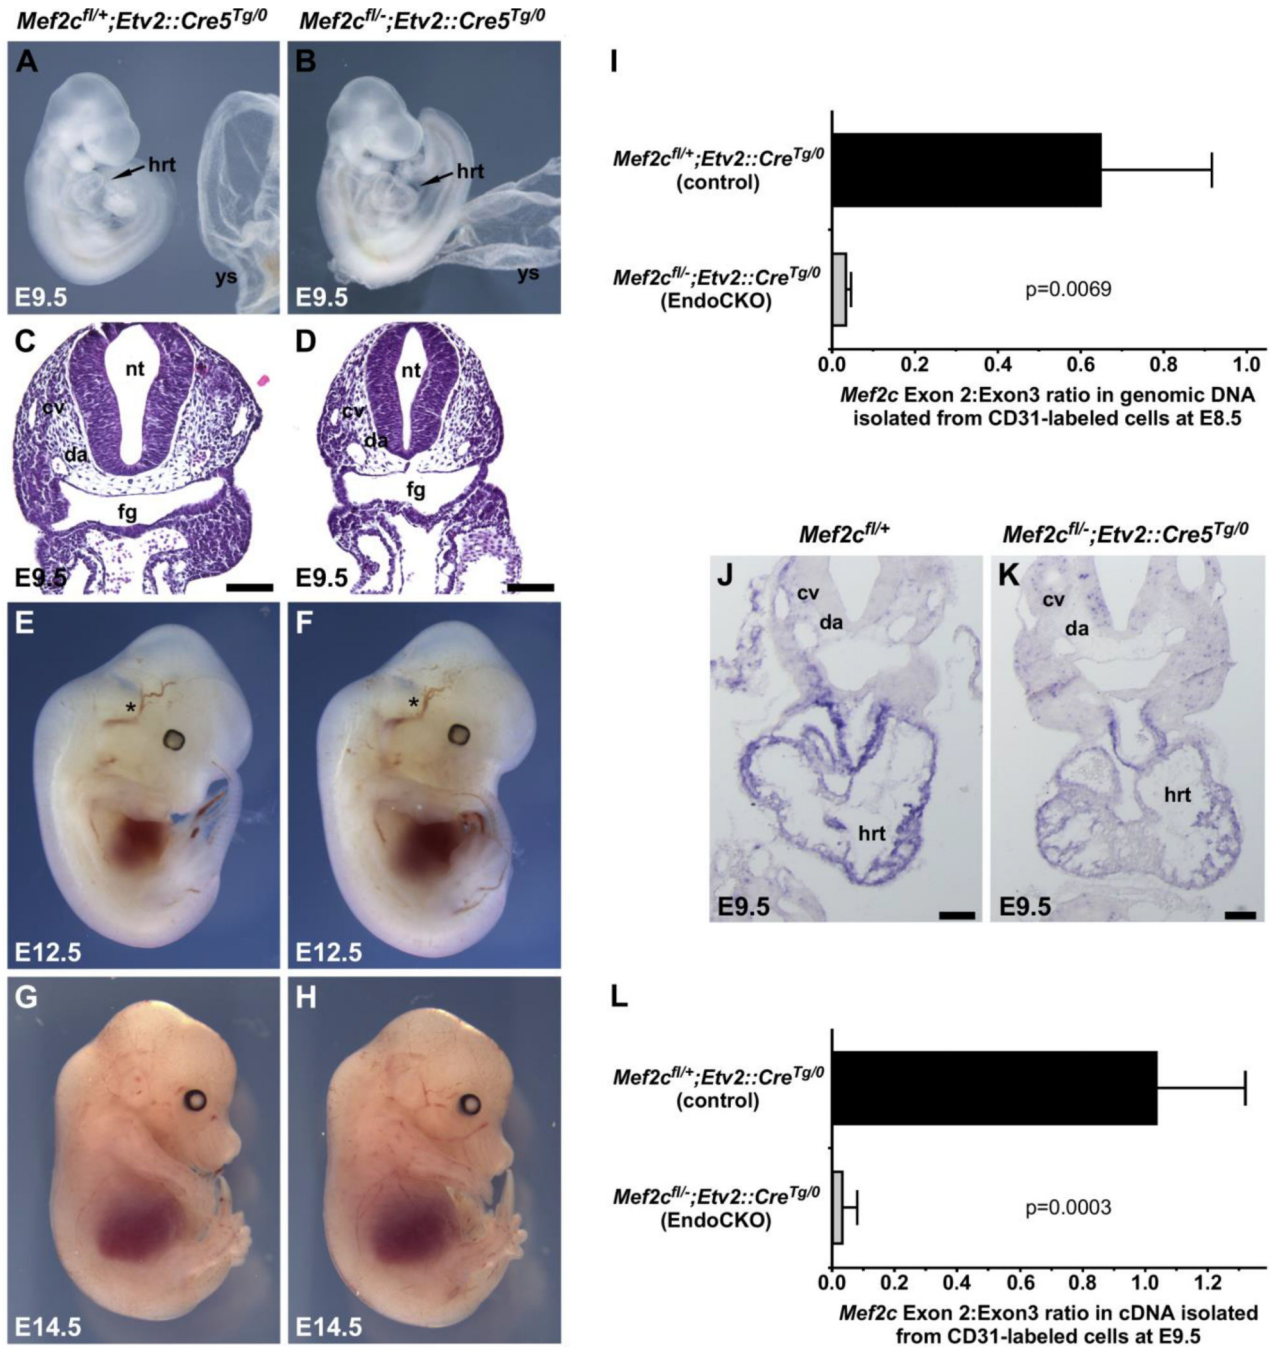 Mef2cfl/+;Etv2::Cre5Tg/0
Mef2cfl/-;Etv2::Cre5Tg/0
A
hrt
ys
E9.5
B
hrt
ys
E9.5
C
nt
cv
da
fg
E9.5
D
nt
cv
da
fg
E9.5
E
*
E12.5
F
*
E12.5
G
E14.5
H
E14.5
I
Mef2cfl/+;Etv2::CreTg/0
(control)
Mef2cfl/-;Etv2::CreTg/0
(EndoCKO)
p=0.0069
0.0 0.2 0.4 0.6 0.8 1.0
Mef2c Exon 2:Exon3 ratio in genomic DNA
isolated from CD31-labeled cells at E8.5
Mef2cfl/+
Mef2cfl/-;Etv2::Cre5Tg/0
J
cv
da
hrt
E9.5
K
cv
da
hrt
E9.5
L
Mef2cfl/+;Etv2::CreTg/0
(control)
Mef2cfl/-;Etv2::CreTg/0
(EndoCKO)
p=0.0003
0.0 0.2 0.4 0.6 0.8 1.0 1.2
Mef2c Exon 2:Exon3 ratio in cDNA isolated
from CD31-labeled cells at E9.5